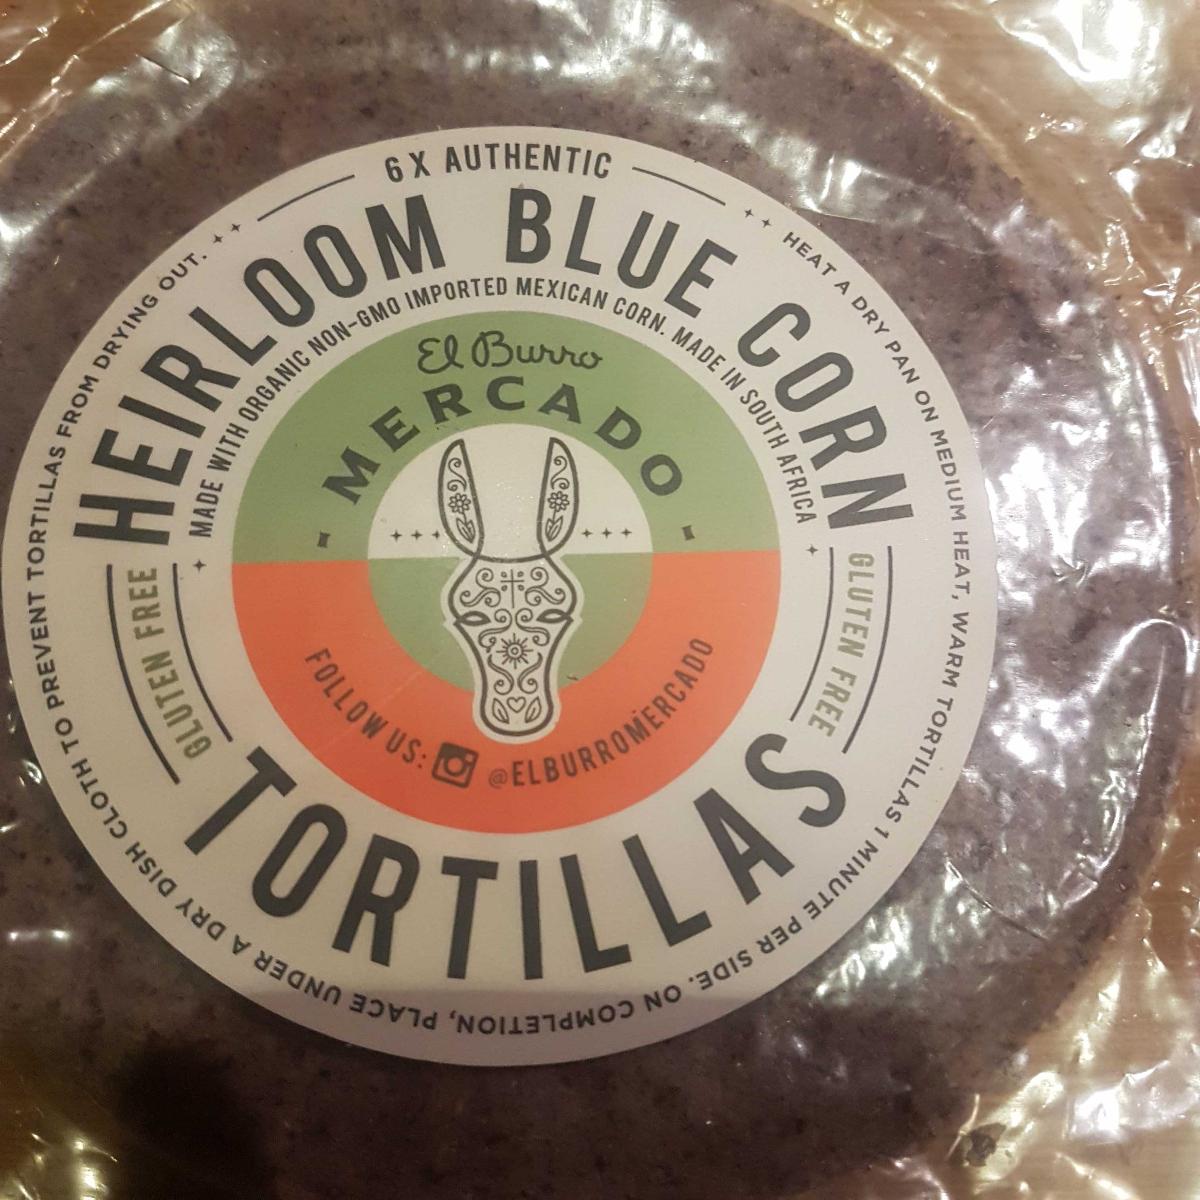 6 X AUTHENTIC
HEIRLOOM BLUE CORN
MADE WITH ORGANIC NON-GMO IMPORTED MEXICAN CORN. MADE IN SOUTH AFRICA
El Burro
MERCADO
FOLLOW US: @ELBURROMERCADO
GLUTEN FREE
GLUTEN FREE
TORTILLAS
HEAT A DRY PAN ON MEDIUM HEAT, WARM TORTILLAS 1 MINUTE PER SIDE. ON COMPLETION, PLACE UNDER A DRY DISH CLOTH TO PREVENT TORTILLAS FROM DRYING OUT.